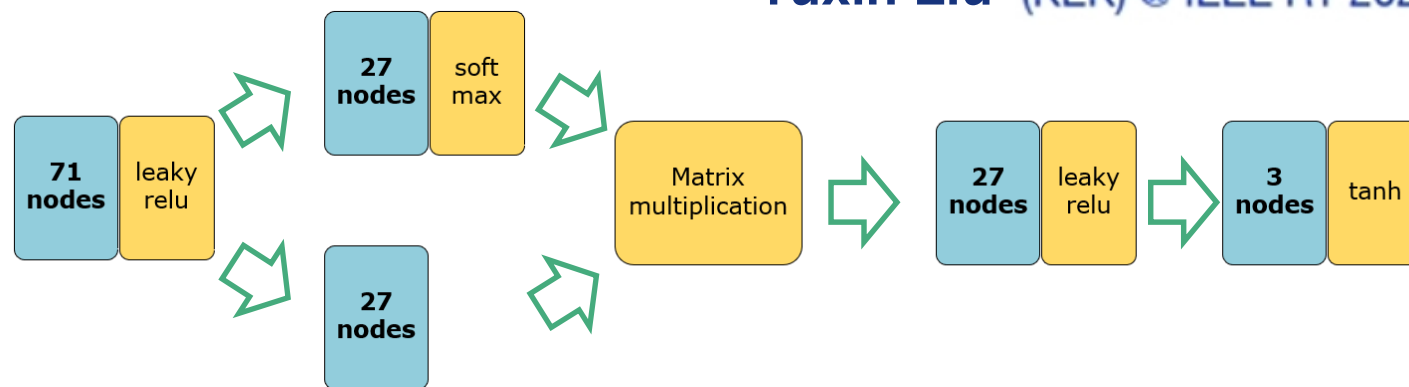 27
nodes
soft
max
71
nodes
leaky
relu
Matrix
multiplication
27
nodes
leaky
relu
3
nodes
tanh
27
nodes